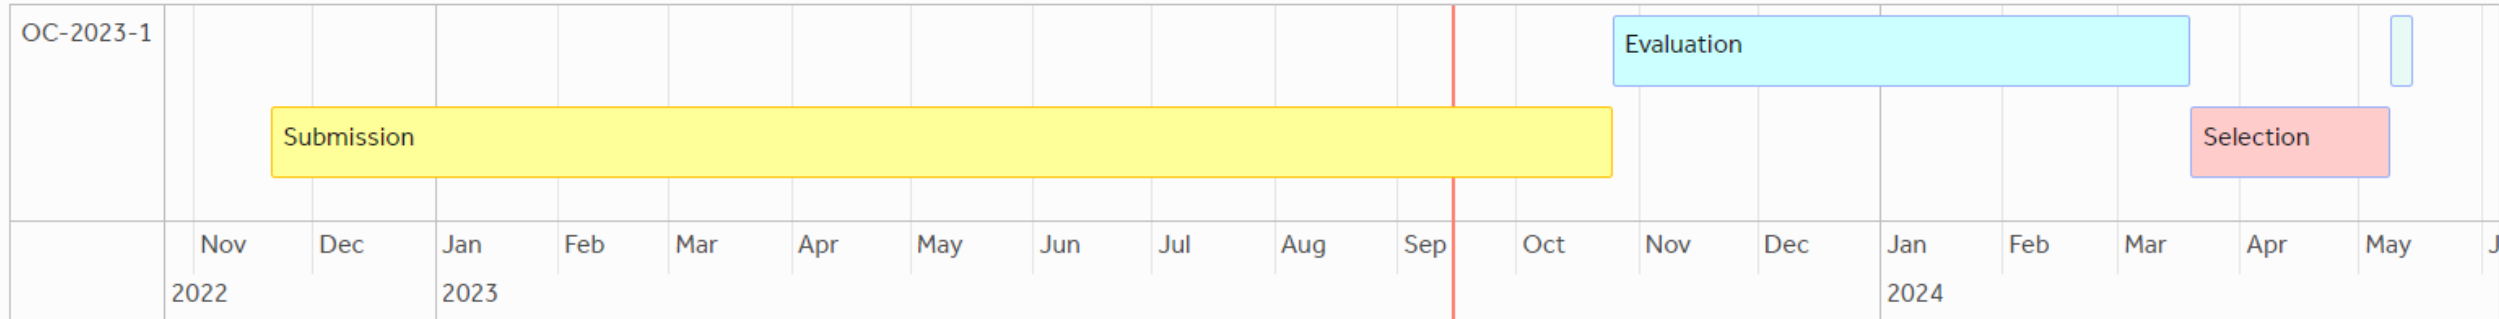 OC-2023-1
Evaluation
Submission
Selection
Nov Dec Jan Feb Mar Apr May Jun Jul Aug Sep Oct Nov Dec Jan Feb Mar Apr May J
2022 2023 2024